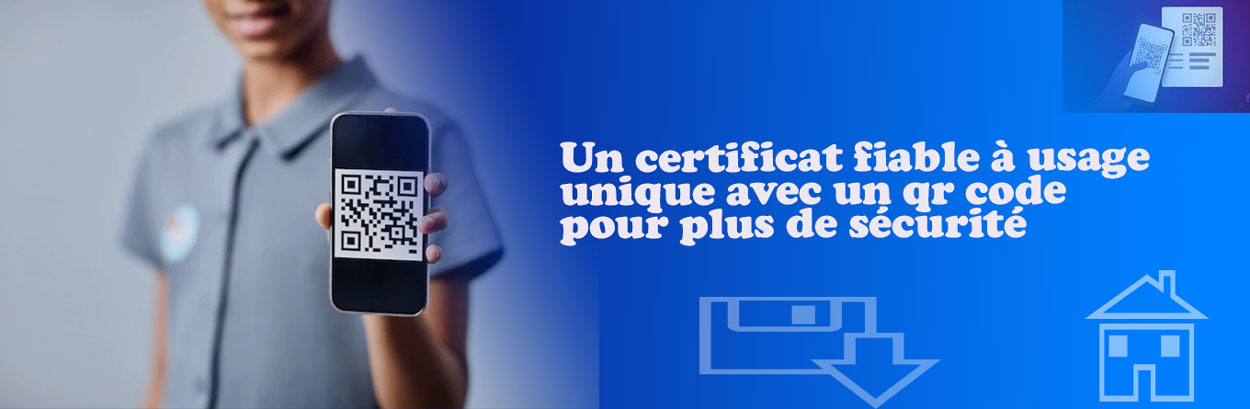 Un certificat fiable à usage
unique avec un qr code
pour plus de sécurité